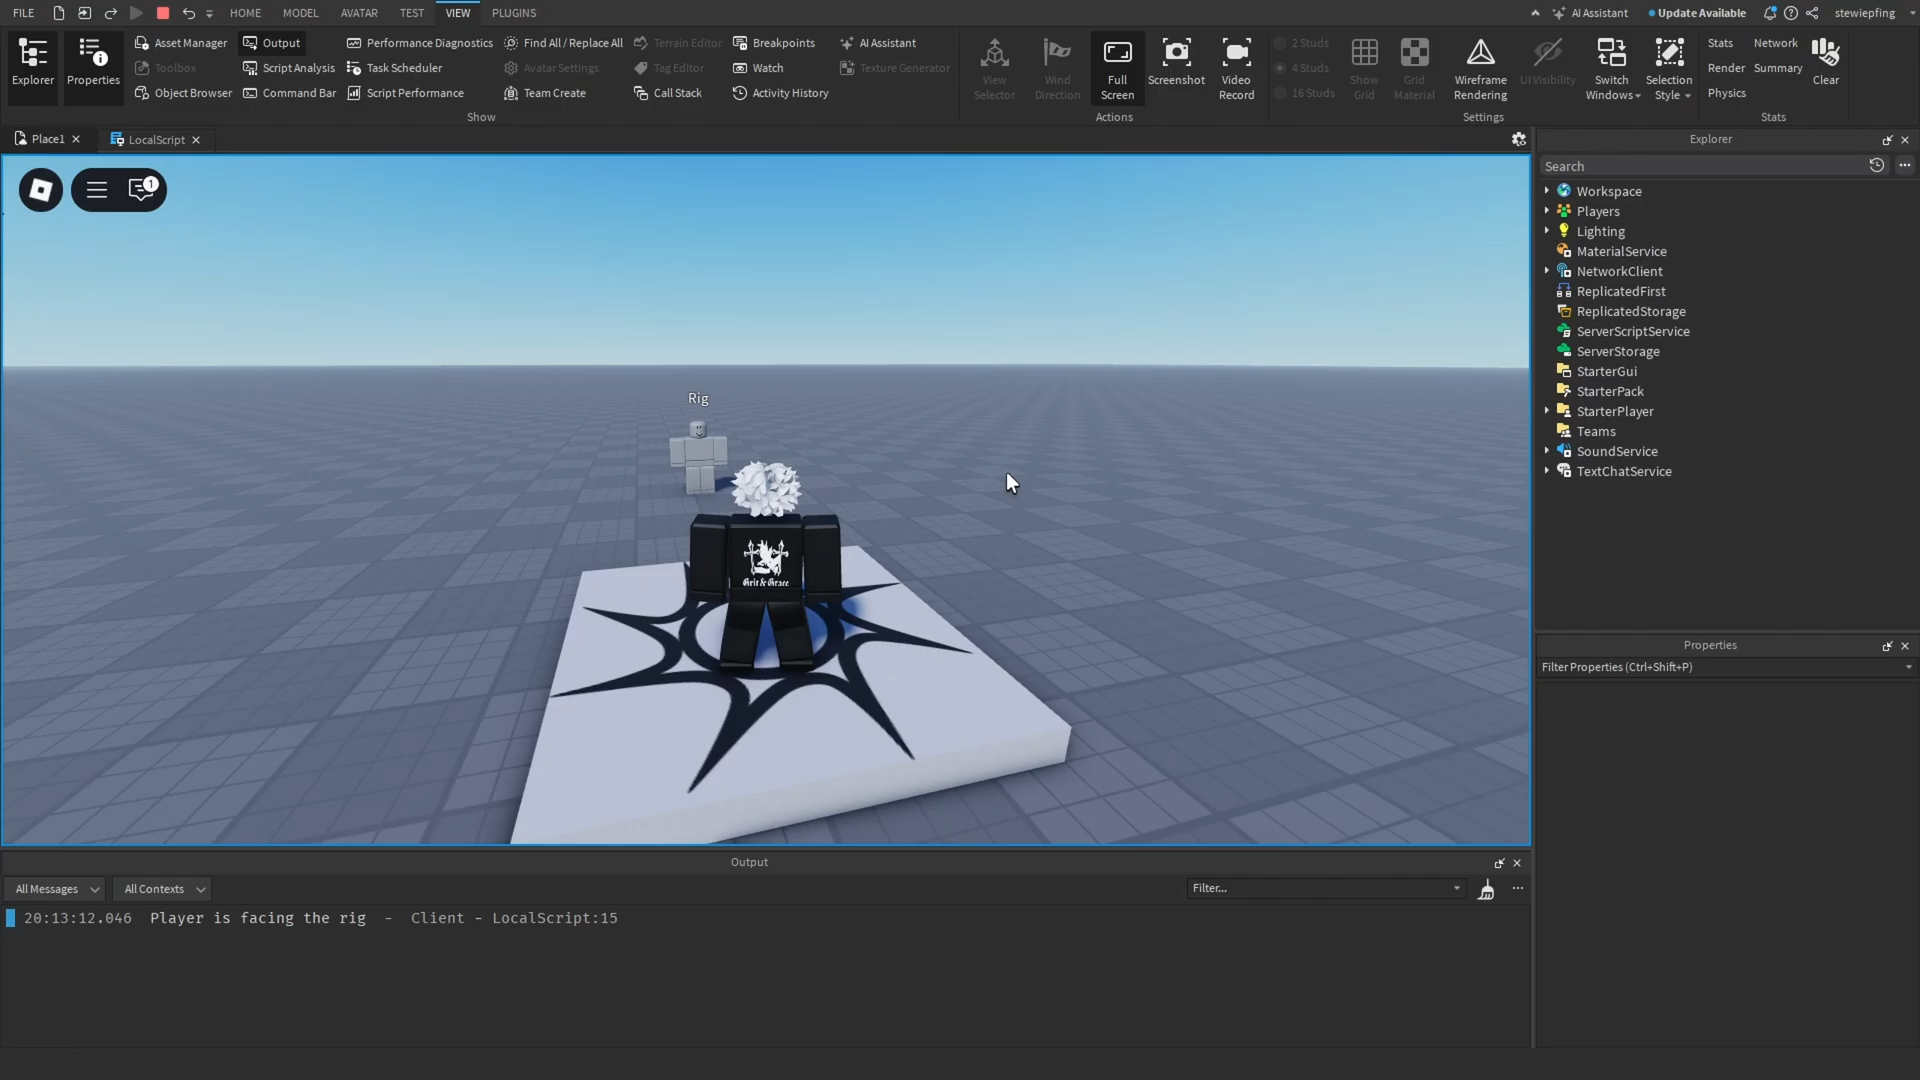 FILE HOME MODEL AVATAR TEST VIEW PLUGINS AI Assistant Update Available stewiepfing
Explorer
Properties
Asset Manager Output Performance Diagnostics Find All / Replace All Terrain Editor Breakpoints AI Assistant
Toolbox Script Analysis Task Scheduler Avatar Settings Tag Editor Watch Texture Generator
Object Browser Command Bar Script Performance Team Create Call Stack Activity History
Show
View Selector
Wind Direction
Full Screen
Screenshot
Video Record
Actions
2 Studs
4 Studs
16 Studs
Show Grid
Grid Material
Wireframe Rendering
UI Visibility
Switch Windows
Selection Style
Settings
Stats Network
Render Summary
Physics
Clear
Stats
Place1 LocalScript
1
Rig
Grit & Grace
Explorer
Search
Workspace
Players
Lighting
MaterialService
NetworkClient
ReplicatedFirst
ReplicatedStorage
ServerScriptService
ServerStorage
StarterGui
StarterPack
StarterPlayer
Teams
SoundService
TextChatService
Properties
Filter Properties (Ctrl+Shift+P)
Output
All Messages All Contexts Filter...
20:13:12.046 Player is facing the rig - Client - LocalScript:15